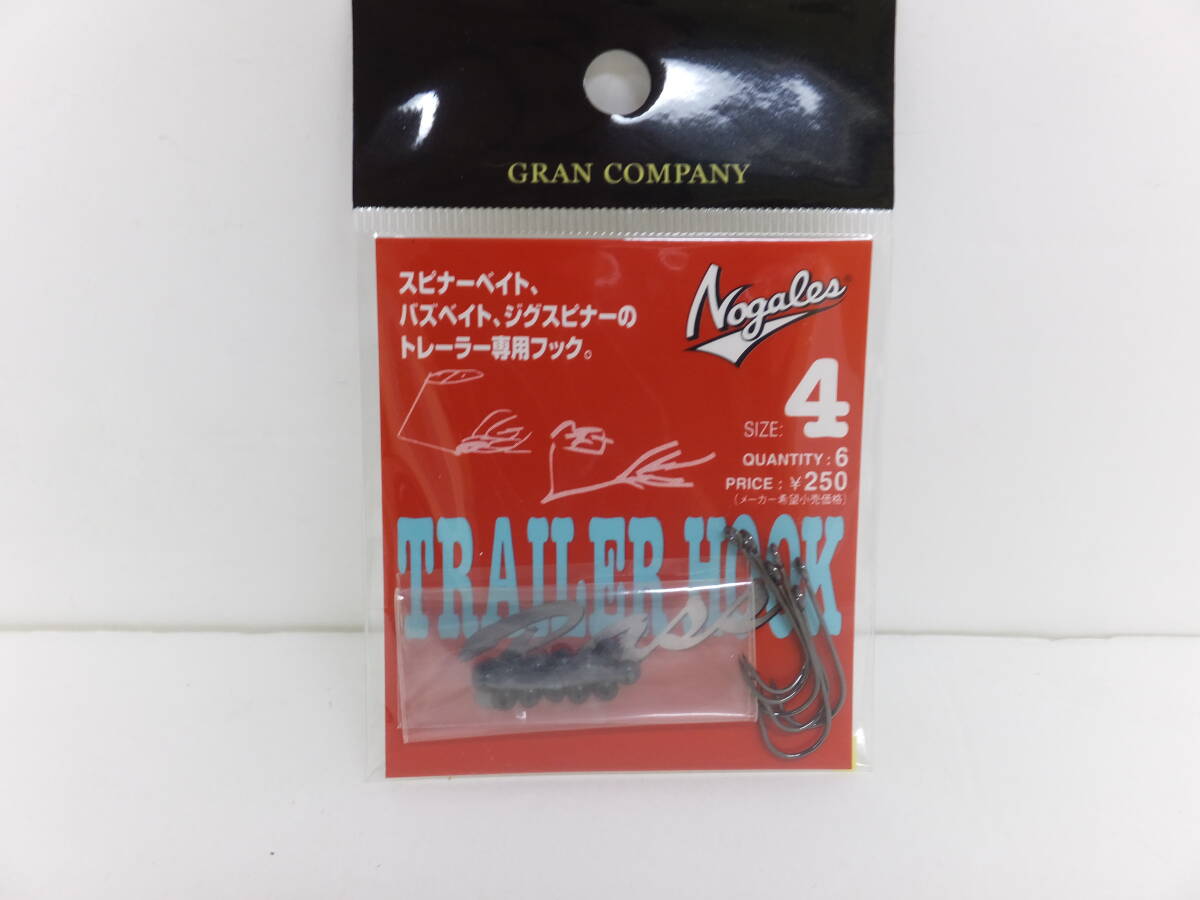 GRAN COMPANY
スピナーベイト、
バズベイト、ジグスピナーの
トレーラー専用フック。
Nogales®
SIZE: 4
QUANTITY : 6
PRICE : ¥250
(メーカー希望小売価格)
TRAILER HOOK